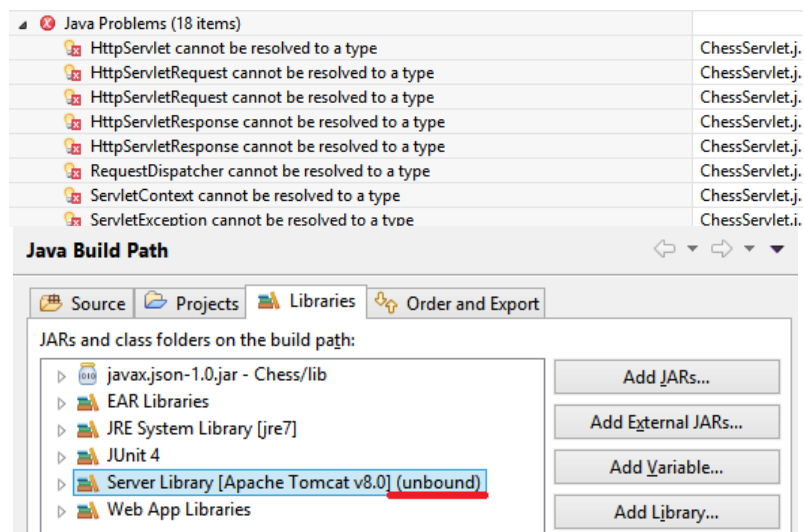 Java Problems (18 items)
HttpServlet cannot be resolved to a type ChessServlet.j..
HttpServletRequest cannot be resolved to a type ChessServlet.j..
HttpServletRequest cannot be resolved to a type ChessServlet.j..
HttpServletResponse cannot be resolved to a type ChessServlet.j..
HttpServletResponse cannot be resolved to a type ChessServlet.j..
RequestDispatcher cannot be resolved to a type ChessServlet.j..
ServletContext cannot be resolved to a type ChessServlet.j..
ServletException cannot be resolved to a type ChessServlet.j..
Java Build Path
Source Projects Libraries Order and Export
JARs and class folders on the build path:
javax.json-1.0.jar - Chess/lib
EAR Libraries
JRE System Library [jre7]
JUnit 4
Server Library [Apache Tomcat v8.0] (unbound)
Web App Libraries
Add JARs...
Add External JARs...
Add Variable...
Add Library...